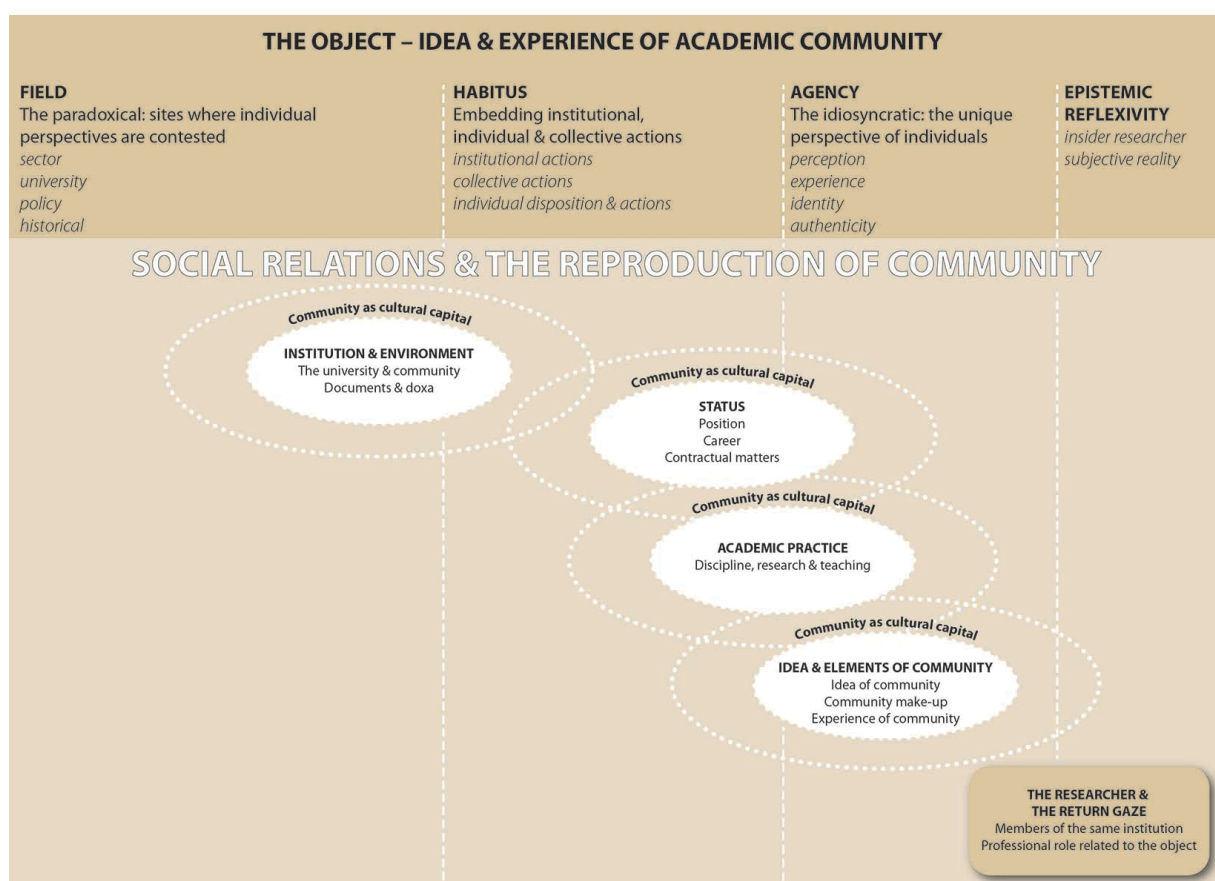 THE OBJECT – IDEA & EXPERIENCE OF ACADEMIC COMMUNITY
FIELD
The paradoxical: sites where individual
perspectives are contested
sector
university
policy
historical
HABITUS
Embedding institutional,
individual & collective actions
institutional actions
collective actions
individual disposition & actions
AGENCY
The idiosyncratic: the unique
perspective of individuals
perception
experience
identity
authenticity
EPISTEMIC
REFLEXIVITY
insider researcher
subjective reality
SOCIAL RELATIONS & THE REPRODUCTION OF COMMUNITY
Community as cultural capital
INSTITUTION & ENVIRONMENT
The university & community
Documents & doxa
Community as cultural capital
STATUS
Position
Career
Contractual matters
Community as cultural capital
ACADEMIC PRACTICE
Discipline, research & teaching
Community as cultural capital
IDEA & ELEMENTS OF COMMUNITY
Idea of community
Community make-up
Experience of community
THE RESEARCHER &
THE RETURN GAZE
Members of the same institution
Professional role related to the object